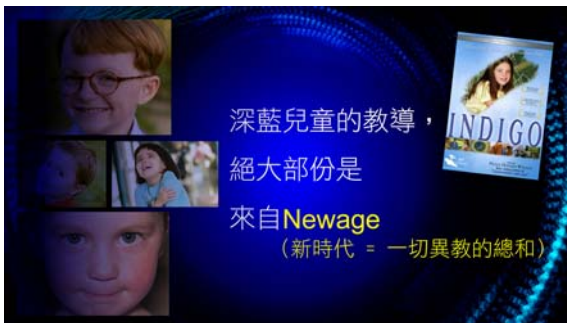 深藍兒童的教導，
絕大部份是
來自Newage
（新時代 = 一切異教的總和）
INDIGO